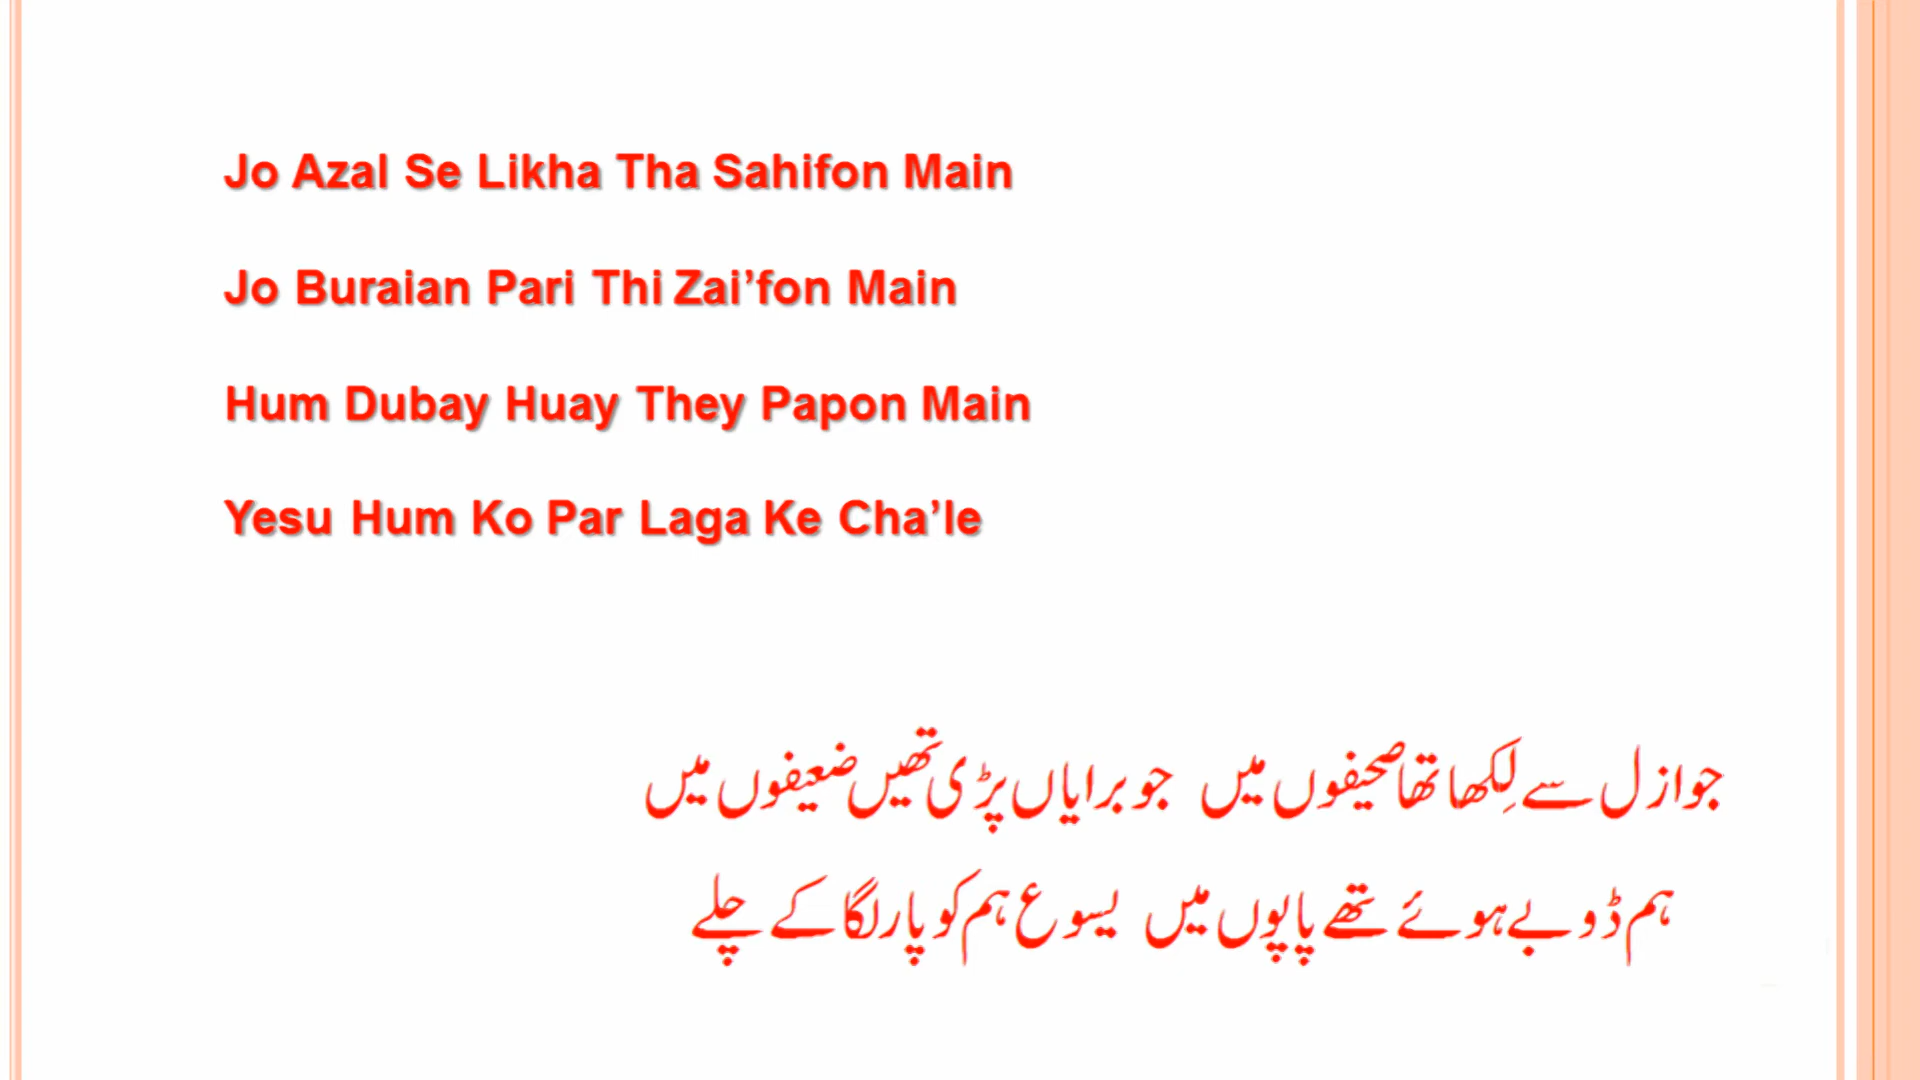 Jo Azal Se Likha Tha Sahifon Main
Jo Buraian Pari Thi Zai’fon Main
Hum Dubay Huay They Papon Main
Yesu Hum Ko Par Laga Ke Cha’le
جو ازل سے لِکھا تھا صحیفوں میں جو برایاں پڑی تھیں ضعیفوں میں
ہم ڈوبے ہوئے تھے پاپوں میں یسوع ہم کو پار لگا کے چلے